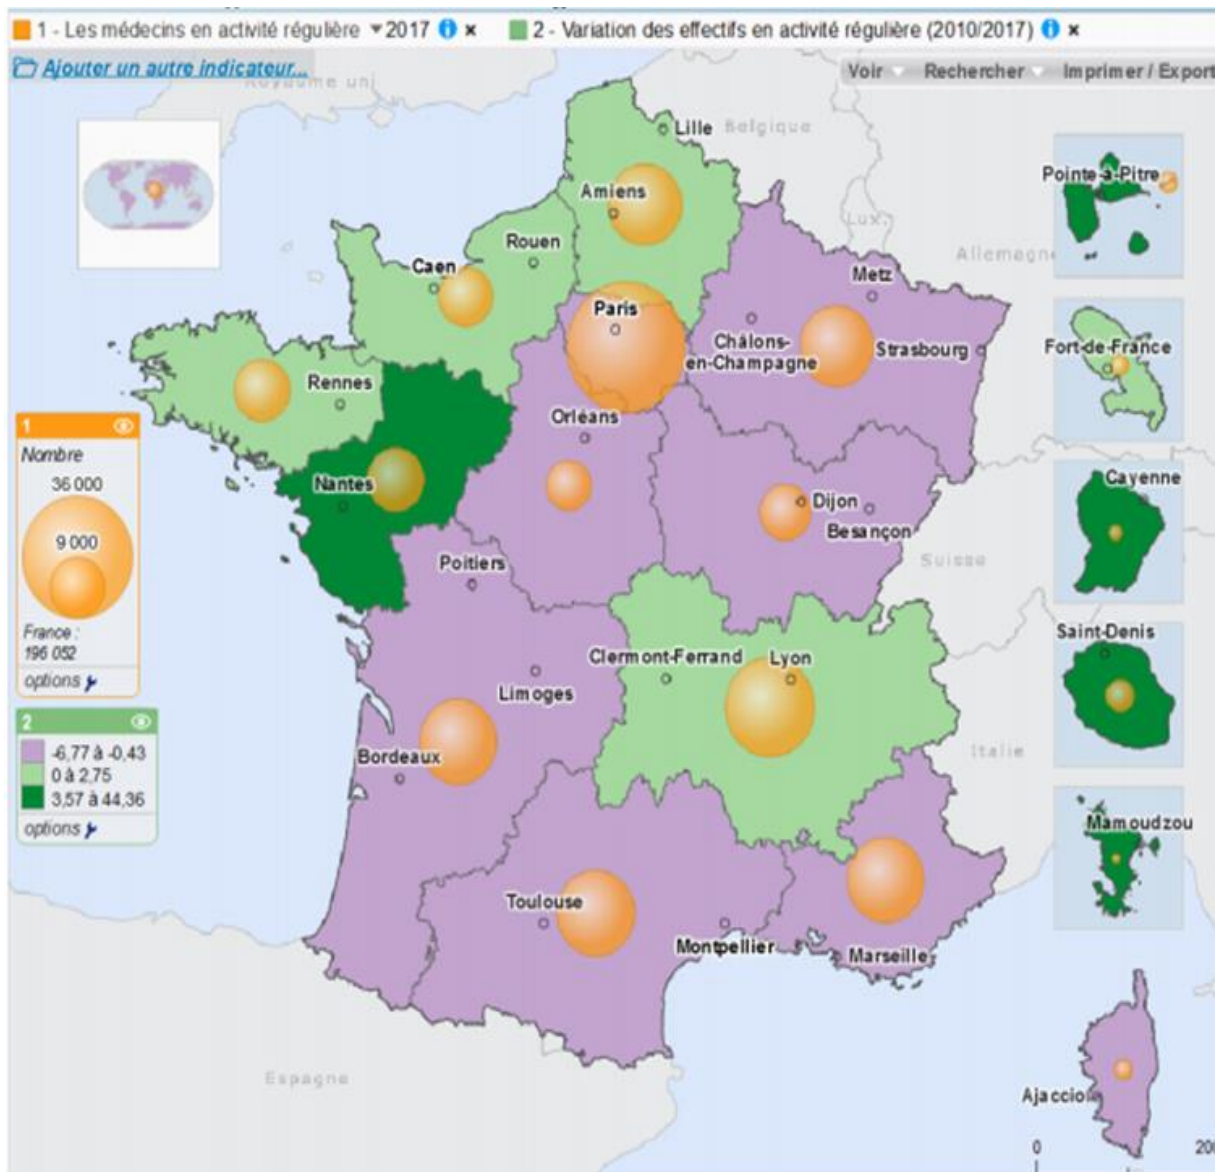 1 - Les médecins en activité régulière 2017 i x 2 - Variation des effectifs en activité régulière (2010/2017) i x
Ajouter un autre indicateur...
Voir Rechercher Imprimer / Export
Royaume uni
Belgique
Lille
Pointe-à-Pitre
Amiens
Lux.
Rouen
Allemagne
Caen
Metz
Paris
Châlons-
en-Champagne
Strasbourg
Fort-de-France
Rennes
Orléans
1
Nombre
36 000
9 000
France :
196 052
options
Nantes
Dijon
Besançon
Cayenne
Poitiers
Suisse
Saint-Denis
Clermont-Ferrand
Lyon
Limoges
2
-6,77 à -0,43
0 à 2,75
3,57 à 44,36
options
Bordeaux
Italie
Mamoudzou
Toulouse
Montpellier
Marseille
Espagne
Ajaccio
0
200